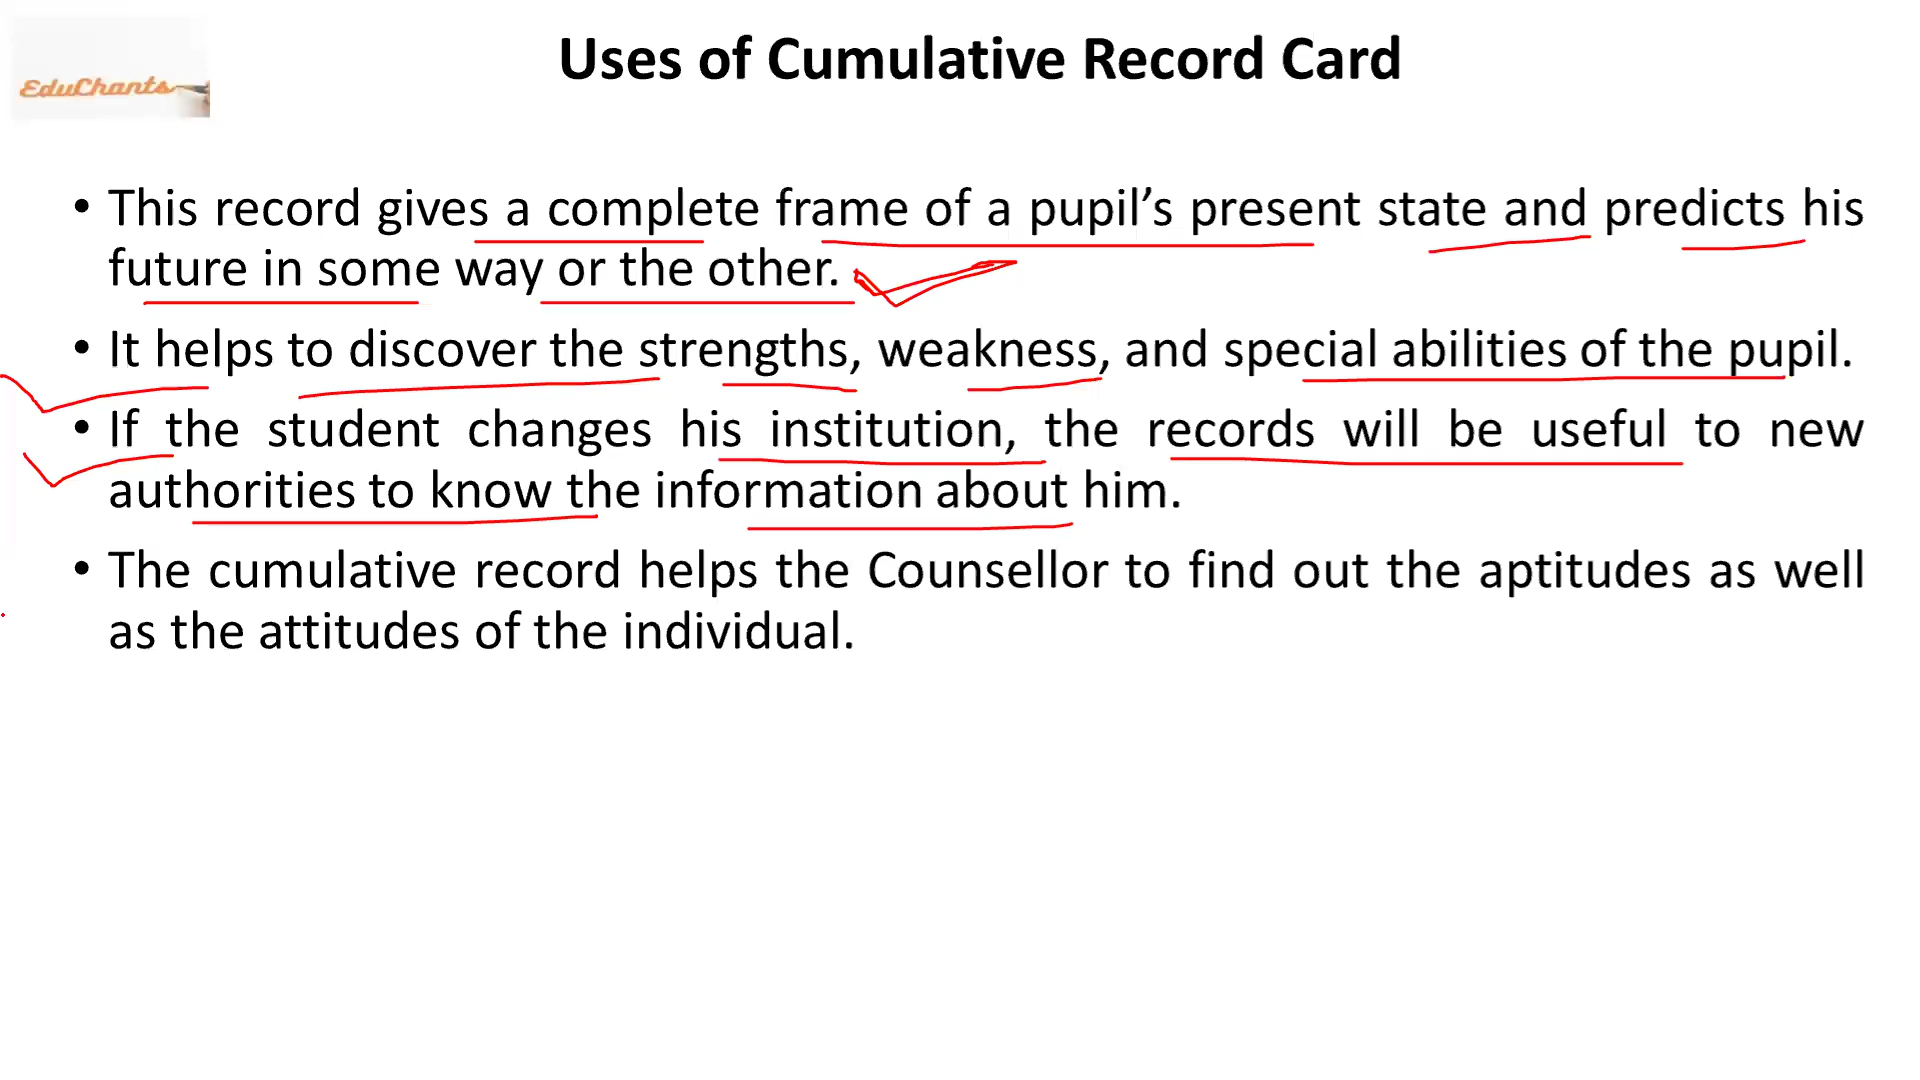 EduChants
Uses of Cumulative Record Card
• This record gives a complete frame of a pupil’s present state and predicts his
future in some way or the other.
• It helps to discover the strengths, weakness, and special abilities of the pupil.
• If the student changes his institution, the records will be useful to new
authorities to know the information about him.
• The cumulative record helps the Counsellor to find out the aptitudes as well
as the attitudes of the individual.